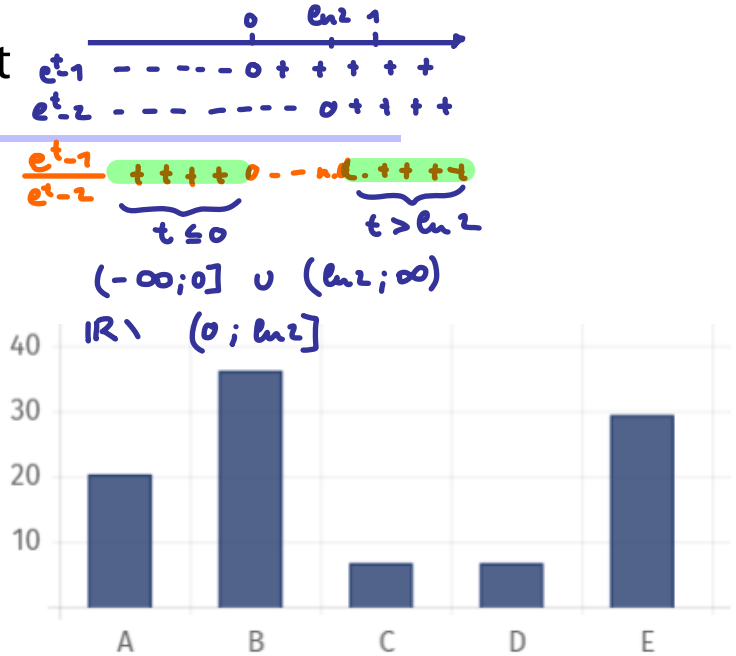 0 ln2 1
t
e^t-1 - - - - - - 0 + + + + +
e^t-2 - - - - - - - - - 0 + + + +
e^t-1
e^t-2
+ + + + 0 - - n.d. + + + +
t ≤ 0 t > ln 2
(-∞;0] ∪ (ln2;∞)
IR \ (0 ; ln2]
40
30
20
10
A B C D E